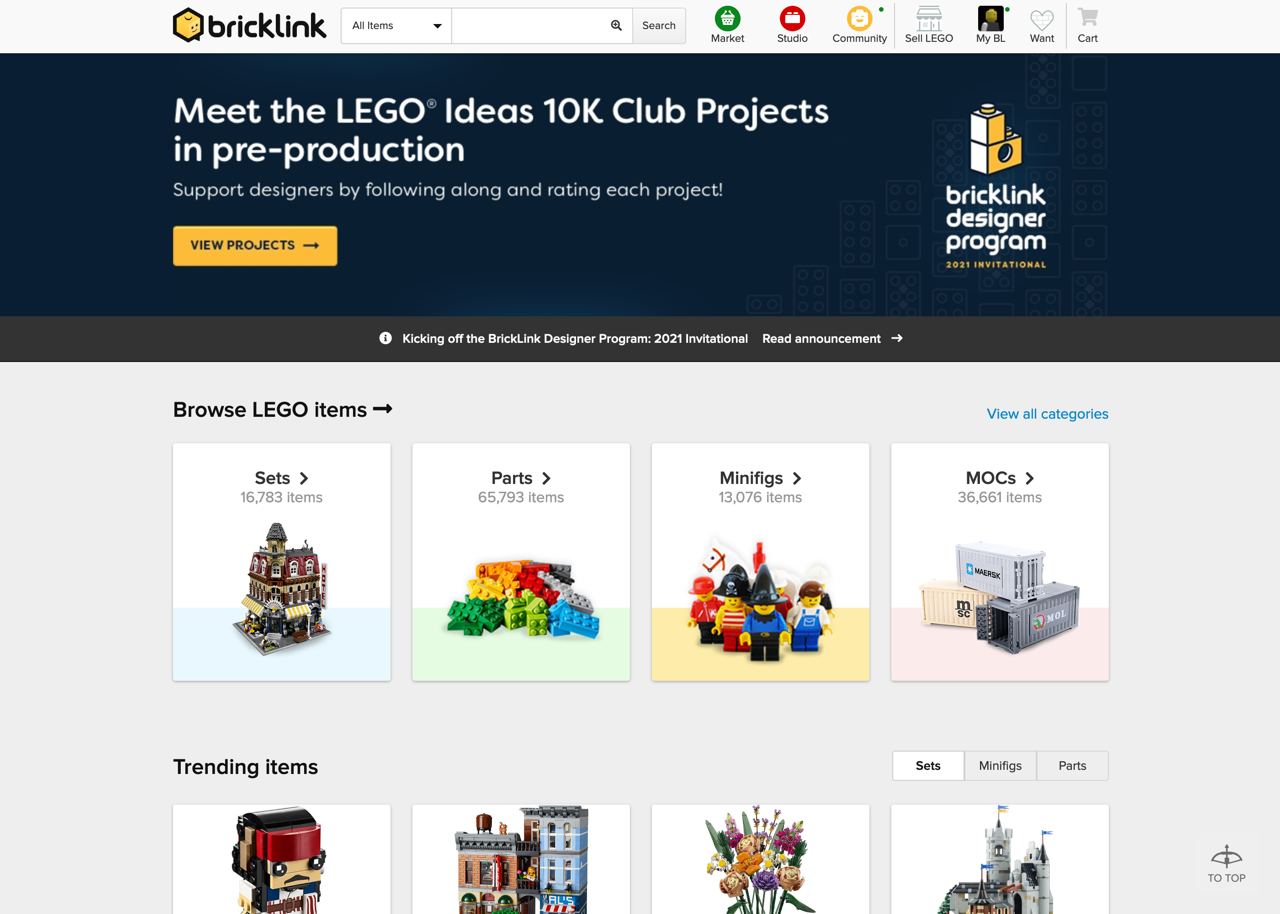 bricklink
All Items
Search
Market
Studio
Community
Sell LEGO
My BL
Want
Cart
Meet the LEGO® Ideas 10K Club Projects
in pre-production
Support designers by following along and rating each project!
VIEW PROJECTS
bricklink
designer
program
2021 INVITATIONAL
Kicking off the BrickLink Designer Program: 2021 Invitational Read announcement
Browse LEGO items
View all categories
Sets
16,783 items
Parts
65,793 items
Minifigs
13,076 items
MOCs
36,661 items
MAERSK
msc
MOL
Trending items
Sets
Minifigs
Parts
AL'S
TO TOP